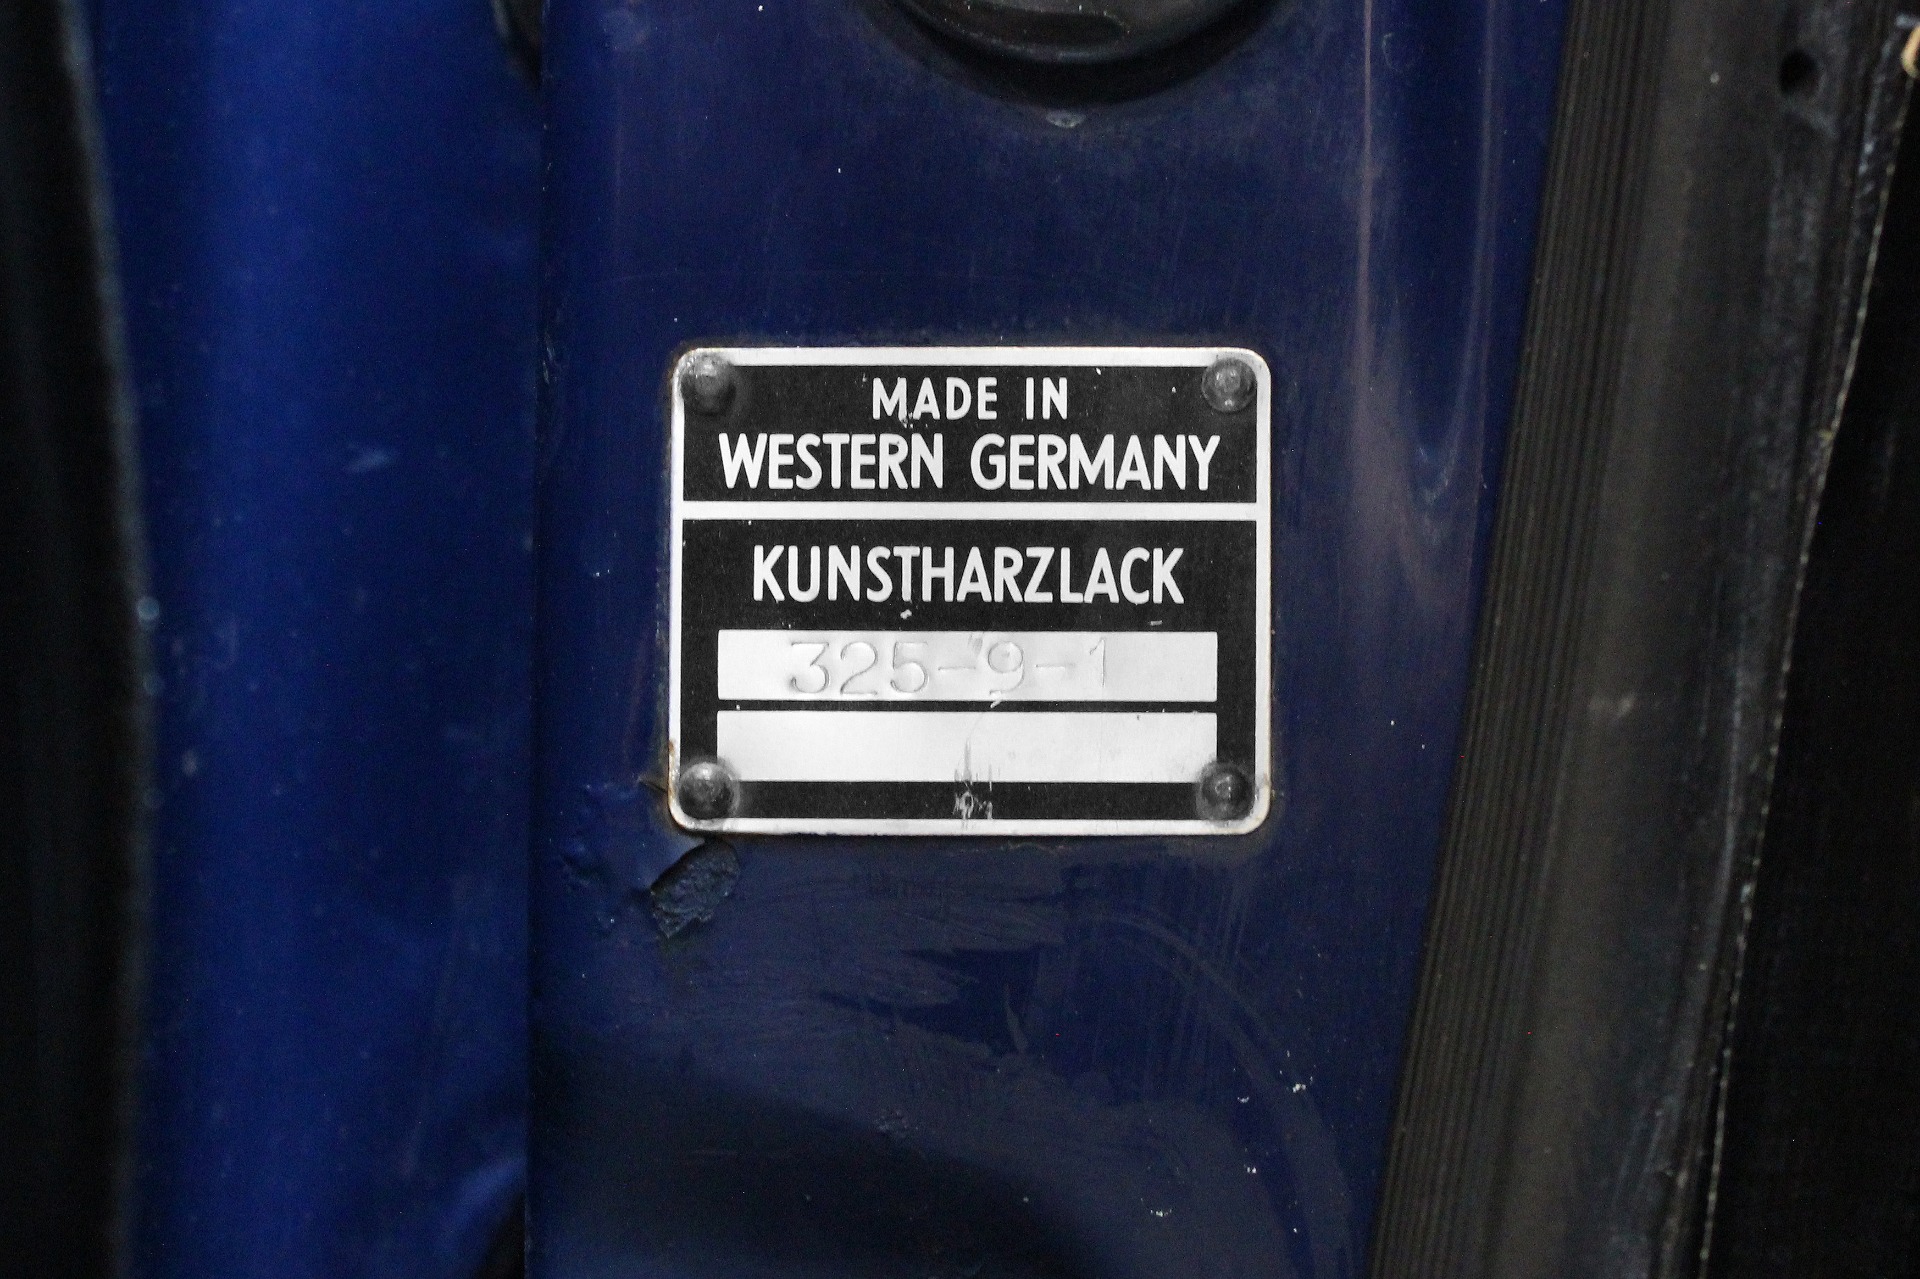 MADE IN
WESTERN GERMANY
KUNSTHARZLACK
325-9-1